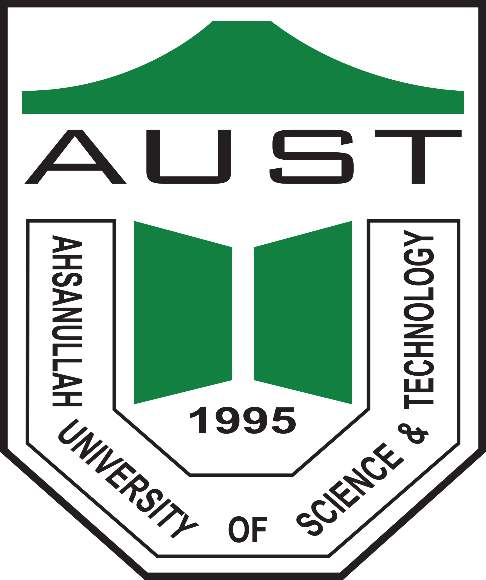 AUST
1995
AHSANULLAH UNIVERSITY OF SCIENCE & TECHNOLOGY